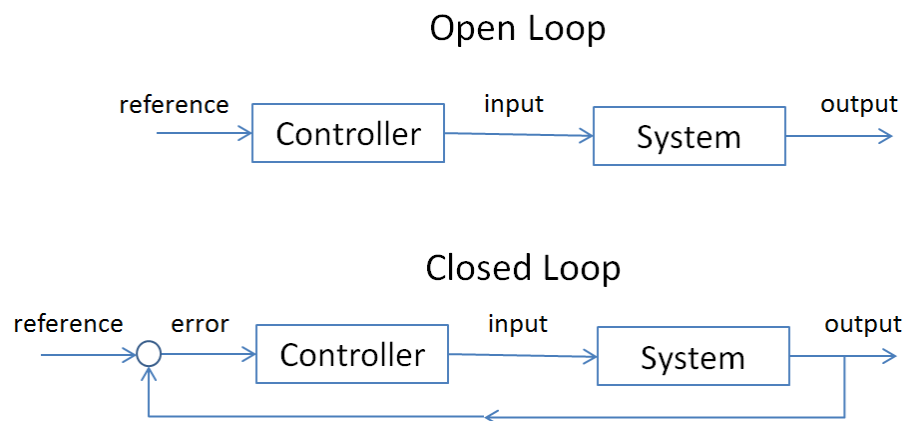 Open Loop
reference
input
output
Controller
System
Closed Loop
reference
error
input
output
Controller
System